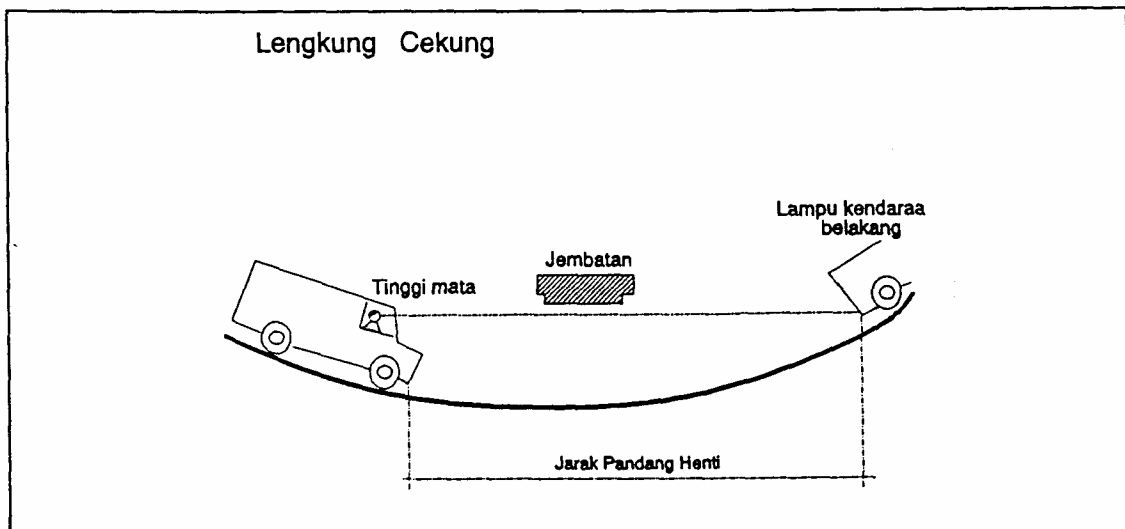 Lengkung Cekung
Lampu kendaraa
belakang
Jembatan
Tinggi mata
Jarak Pandang Henti